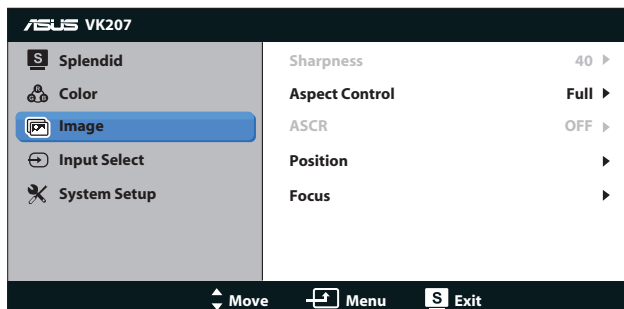 ASUS VK207
S Splendid
R G B Color
Image
Input Select
System Setup
Sharpness 40
Aspect Control Full
ASCR OFF
Position
Focus
Move Menu S Exit